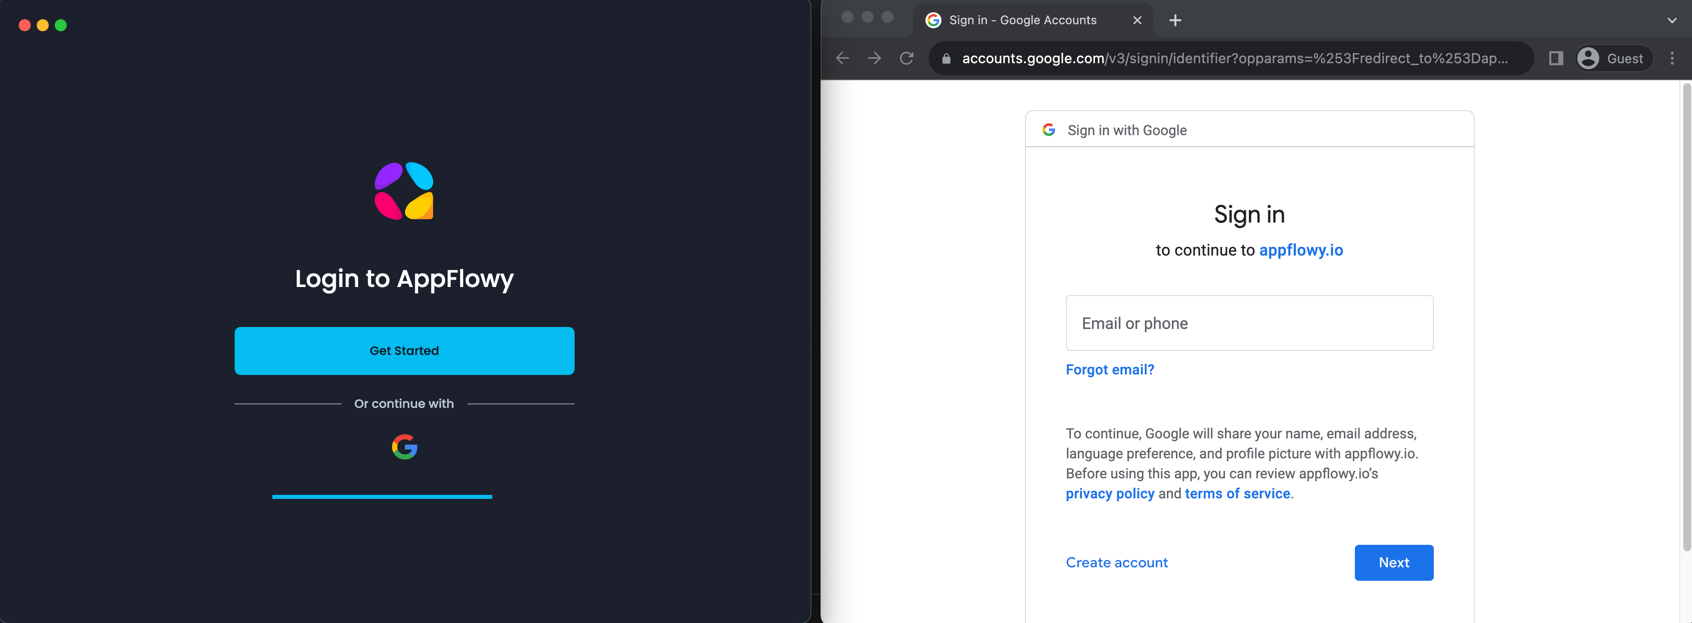 Login to AppFlowy
Get Started
Or continue with
Sign in - Google Accounts
accounts.google.com/v3/signin/identifier?opparams=%253Fredirect_to%253Dap...
Guest
Sign in with Google
Sign in
to continue to appflowy.io
Email or phone
Forgot email?
To continue, Google will share your name, email address,
language preference, and profile picture with appflowy.io.
Before using this app, you can review appflowy.io’s
privacy policy and terms of service.
Create account
Next